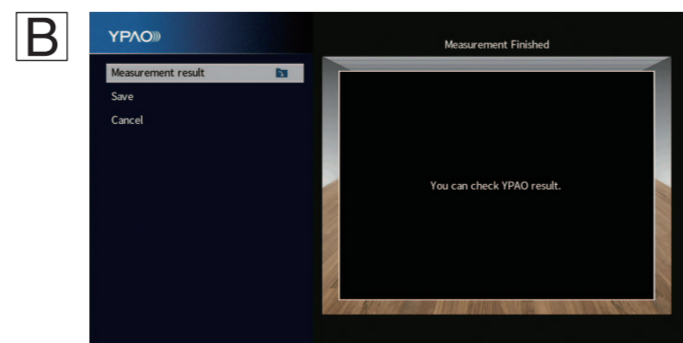 B
YPAO
Measurement Finished
Measurement result
Save
Cancel
You can check YPAO result.